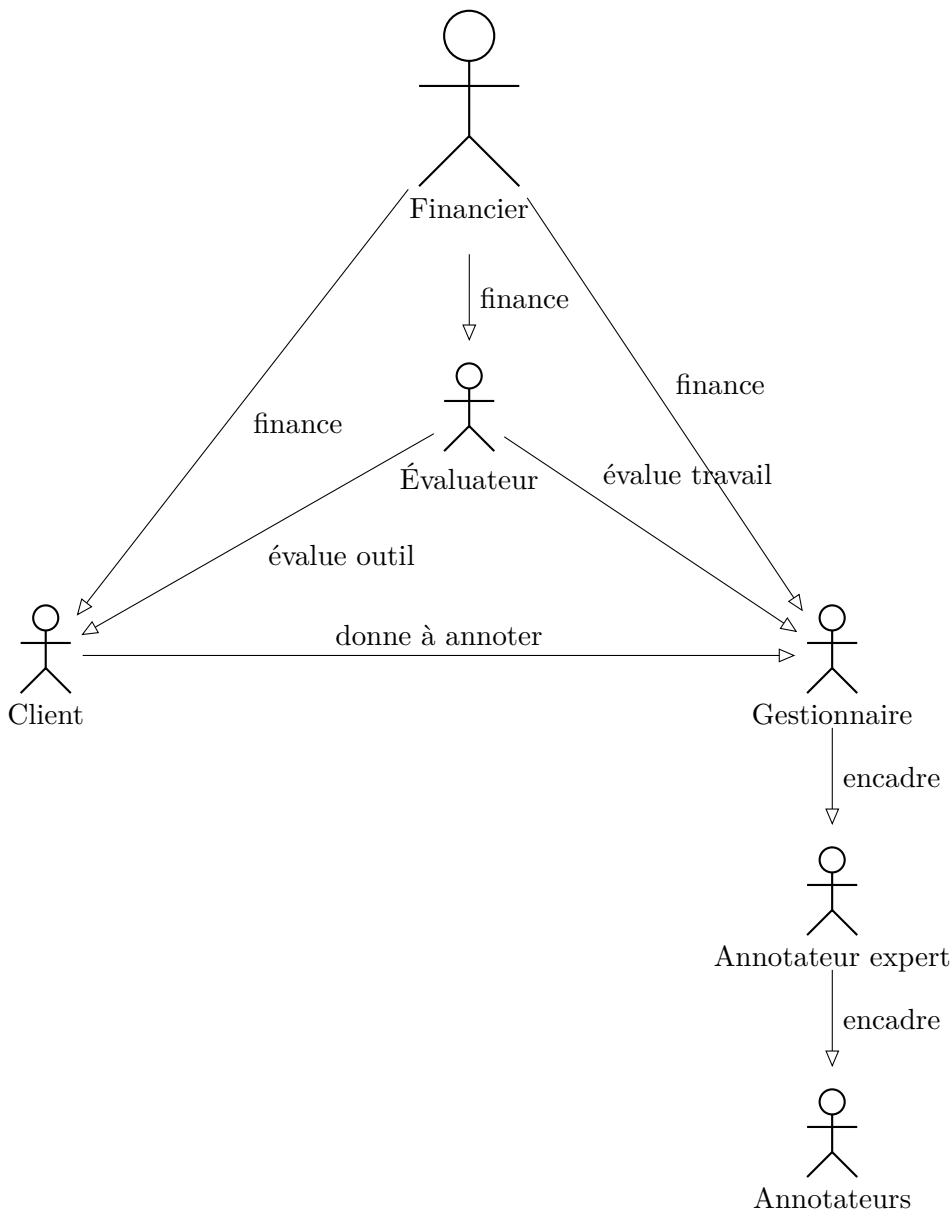 Financier
finance
finance
finance
Évaluateur
évalue travail
évalue outil
donne à annoter
Client
Gestionnaire
encadre
Annotateur expert
encadre
Annotateurs